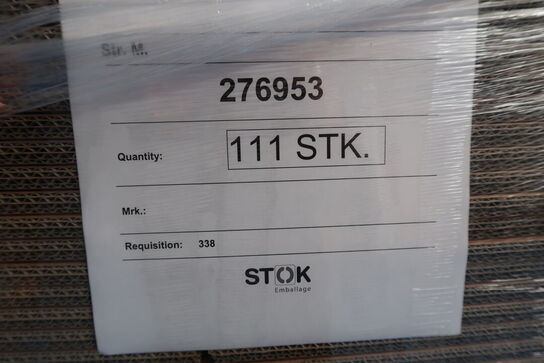 Str. M.
276953
Quantity: 111 STK.
Mrk.:
Requisition: 338
STOK
Emballage